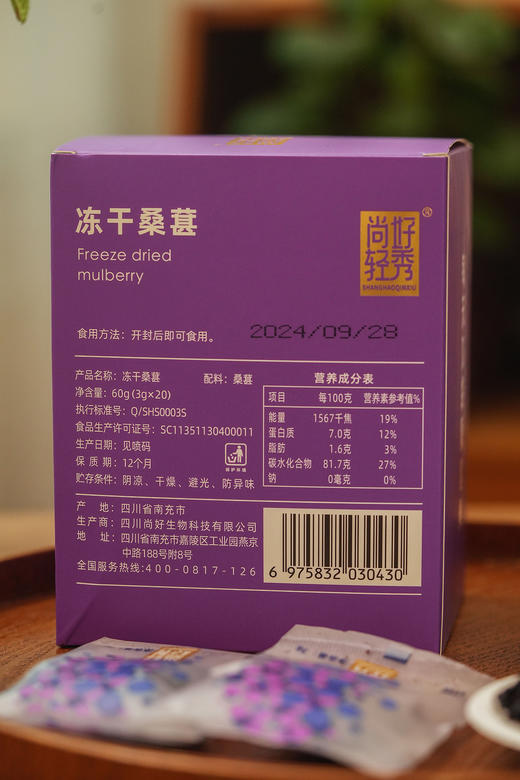 冻干桑葚
Freeze dried
mulberry
尚好
轻秀
®
SHANGHAOQINGXIU
食用方法：开封后即可食用。
2024/09/28
产品名称：冻干桑葚 配料：桑葚
净含量：60g(3g×20)
执行标准号：Q/SHS0003S
食品生产许可证号：SC11351130400011
生产日期：见喷码
保 质 期：12个月
贮存条件：阴凉、干燥、避光、防异味
营养成分表
项目 每100克 营养素参考值%
能量 1567千焦 19%
蛋白质 7.0克 12%
脂肪 1.6克 3%
碳水化合物 81.7克 27%
钠 0毫克 0%
产 地：四川省南充市
生产商：四川尚好生物科技有限公司
地 址：四川省南充市嘉陵区工业园燕京
中路188号附8号
全国服务热线:400-0817-126
6 975832 030430